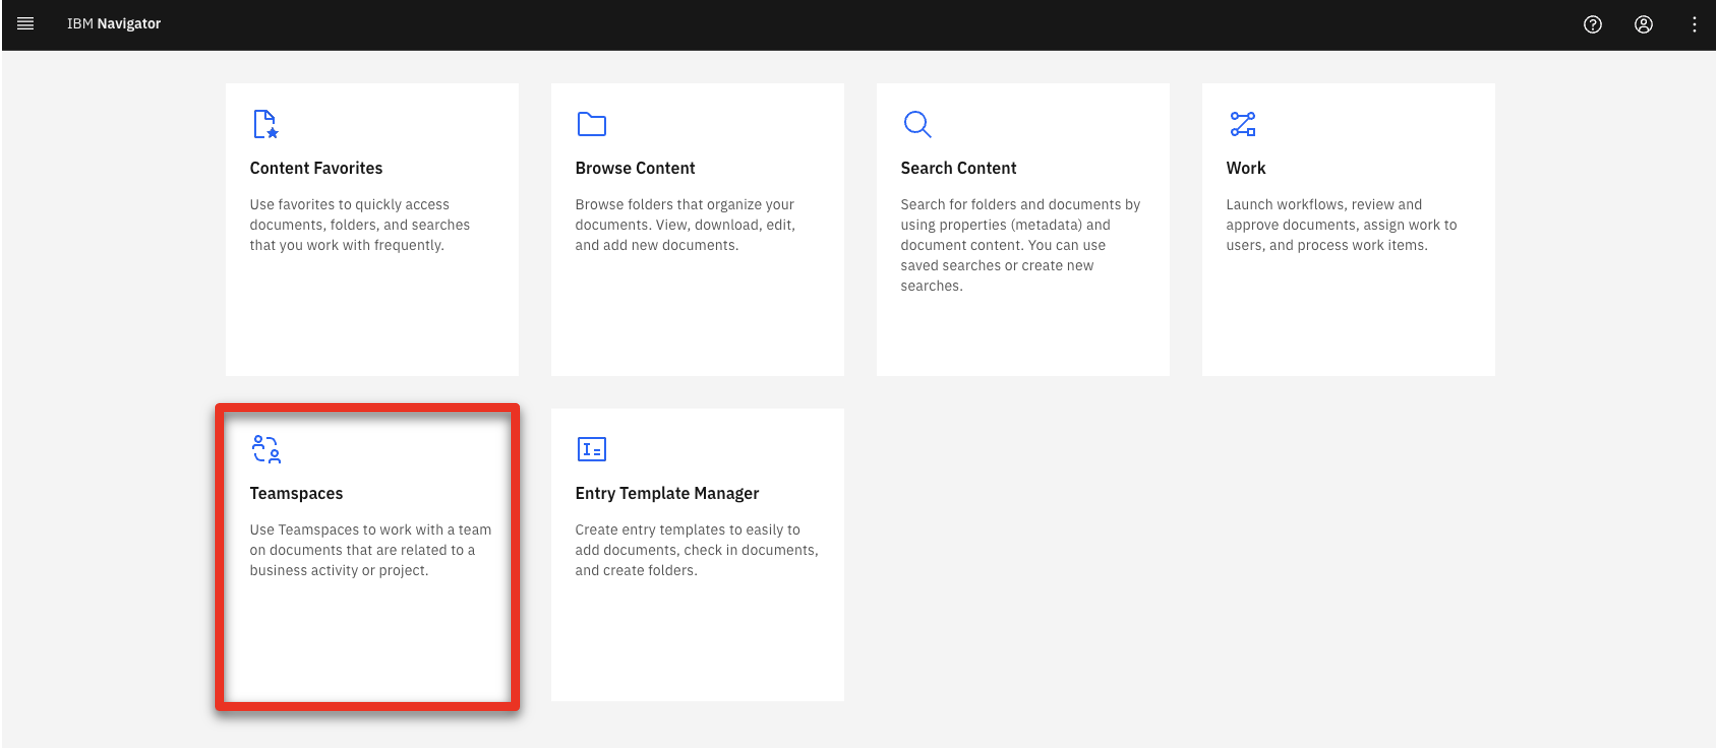 IBM Navigator
Content Favorites
Use favorites to quickly access
documents, folders, and searches
that you work with frequently.
Browse Content
Browse folders that organize your
documents. View, download, edit,
and add new documents.
Search Content
Search for folders and documents by
using properties (metadata) and
document content. You can use
saved searches or create new
searches.
Work
Launch workflows, review and
approve documents, assign work to
users, and process work items.
Teamspaces
Use Teamspaces to work with a team
on documents that are related to a
business activity or project.
Entry Template Manager
Create entry templates to easily to
add documents, check in documents,
and create folders.